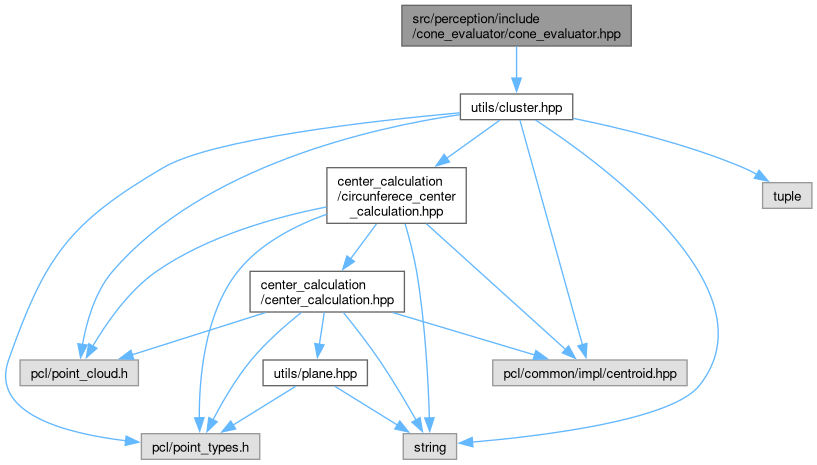 src/perception/include
/cone_evaluator/cone_evaluator.hpp
utils/cluster.hpp
center_calculation
/circunferece_center
_calculation.hpp
tuple
center_calculation
/center_calculation.hpp
pcl/point_cloud.h
utils/plane.hpp
pcl/common/impl/centroid.hpp
pcl/point_types.h
string